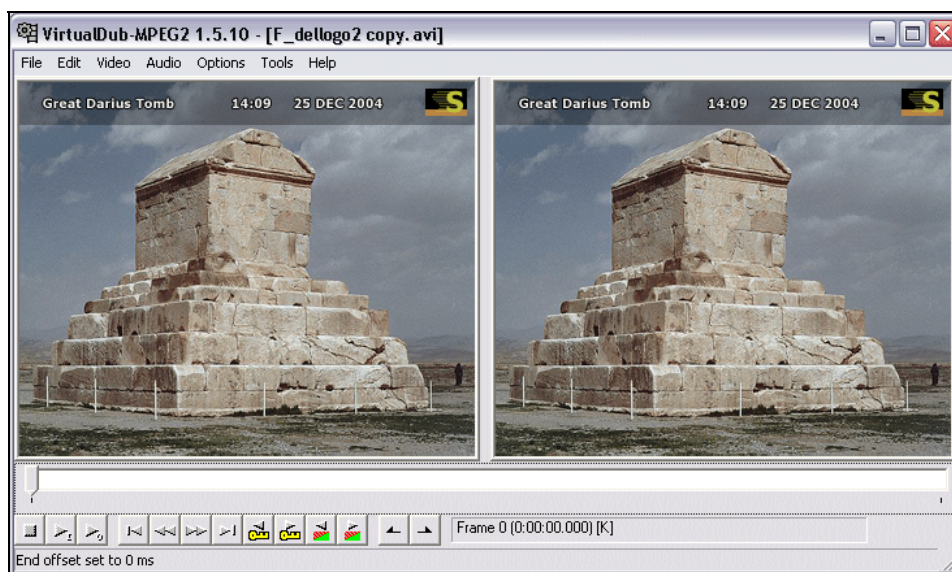 VirtualDub-MPEG2 1.5.10 - [F_dellogo2 copy. avi]
File Edit Video Audio Options Tools Help
Great Darius Tomb 14:09 25 DEC 2004 S
Great Darius Tomb 14:09 25 DEC 2004 S
Frame 0 (0:00:00.000) [K]
End offset set to 0 ms